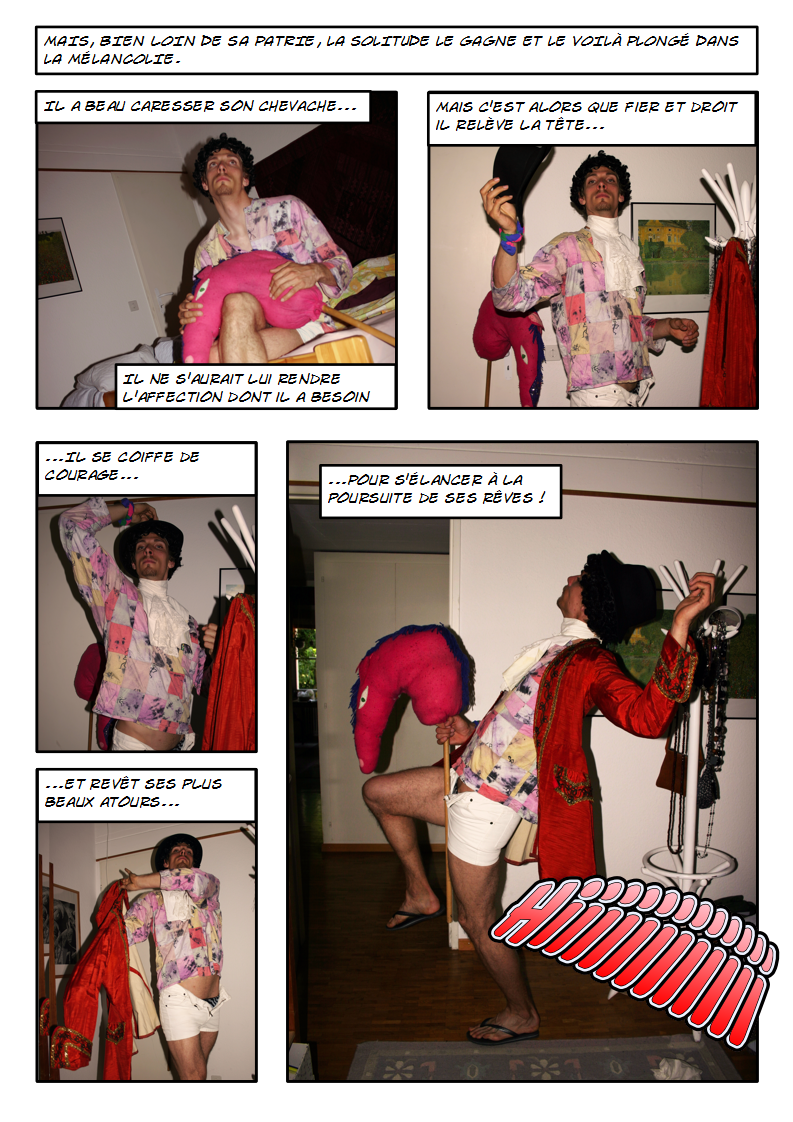 MAIS, BIEN LOIN DE SA PATRIE, LA SOLITUDE LE GAGNE ET LE VOILÀ PLONGÉ DANS
LA MÉLANCOLIE.
IL A BEAU CARESSER SON CHEVACHE...
IL NE S'AURAIT LUI RENDRE
L'AFFECTION DONT IL A BESOIN
MAIS C'EST ALORS QUE FIER ET DROIT
IL RELÈVE LA TÊTE...
...IL SE COIFFE DE
COURAGE...
...ET REVÊT SES PLUS
BEAUX ATOURS...
...POUR S'ÉLANCER À LA
POURSUITE DE SES RÊVES !
Hiiiiiiiiii